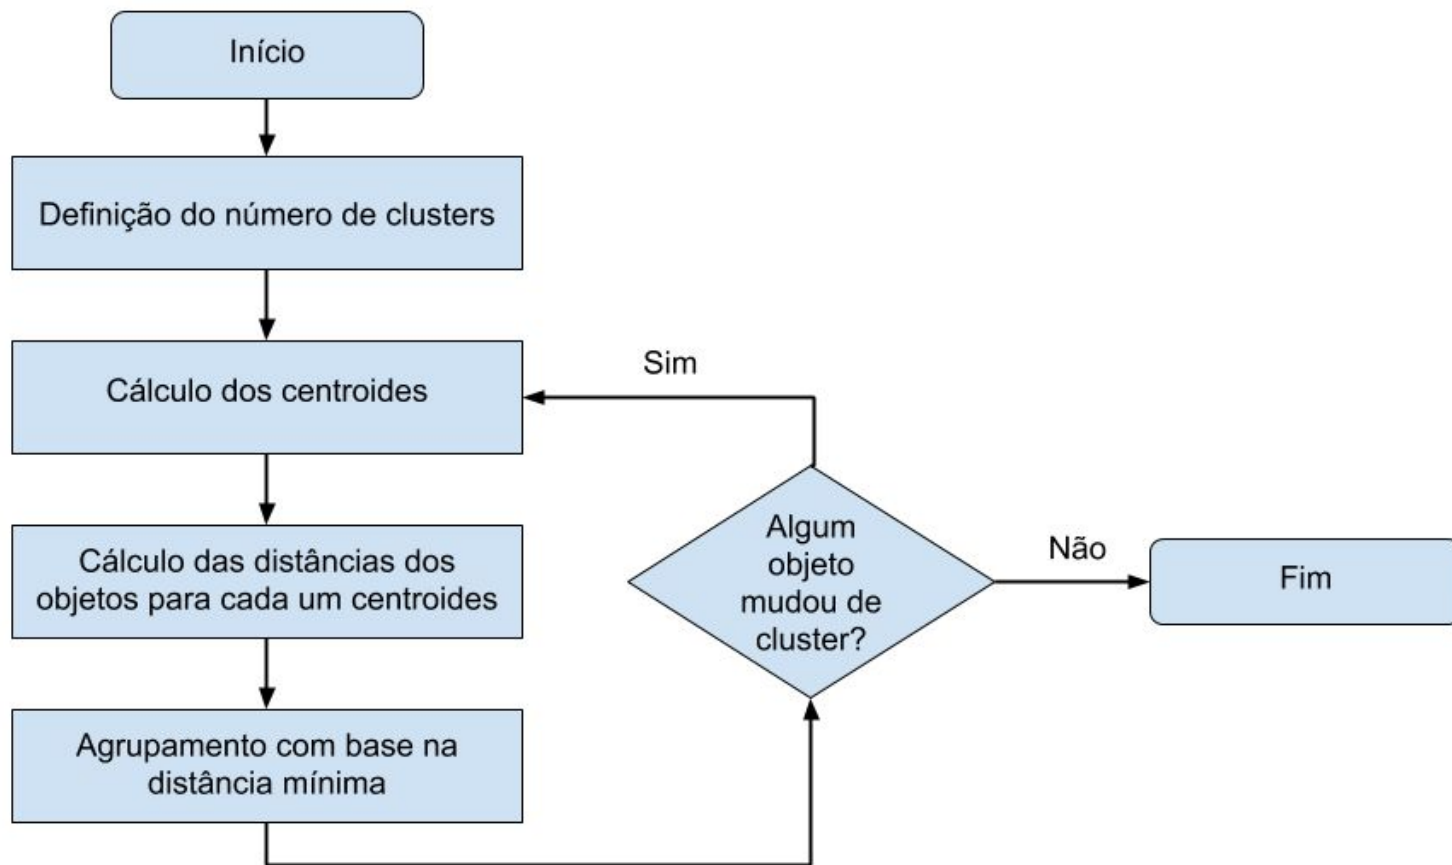 Início
Definição do número de clusters
Cálculo dos centroides
Cálculo das distâncias dos
objetos para cada um centroides
Agrupamento com base na
distância mínima
Algum
objeto
mudou de
cluster?
Sim
Não
Fim